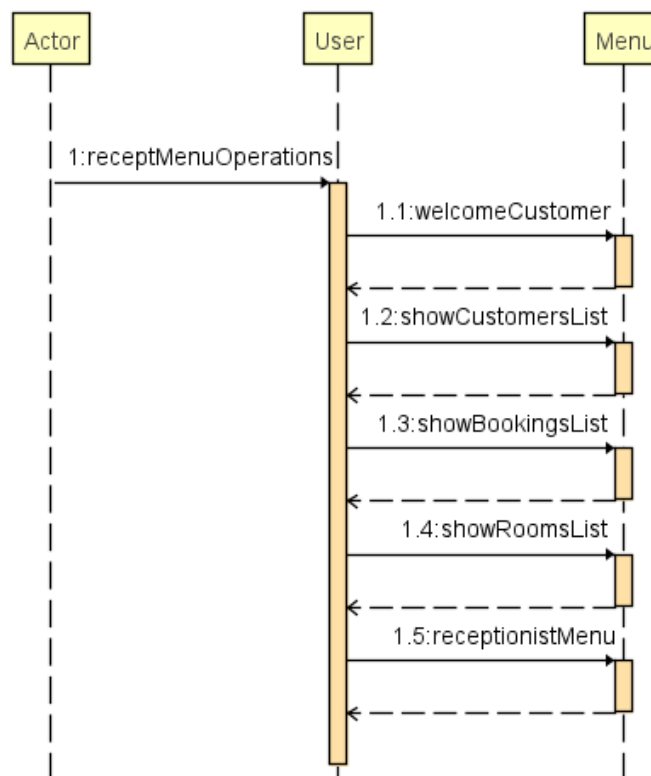 Actor
User
Menu
1:receptMenuOperations
1.1:welcomeCustomer
1.2:showCustomersList
1.3:showBookingsList
1.4:showRoomsList
1.5:receptionistMenu